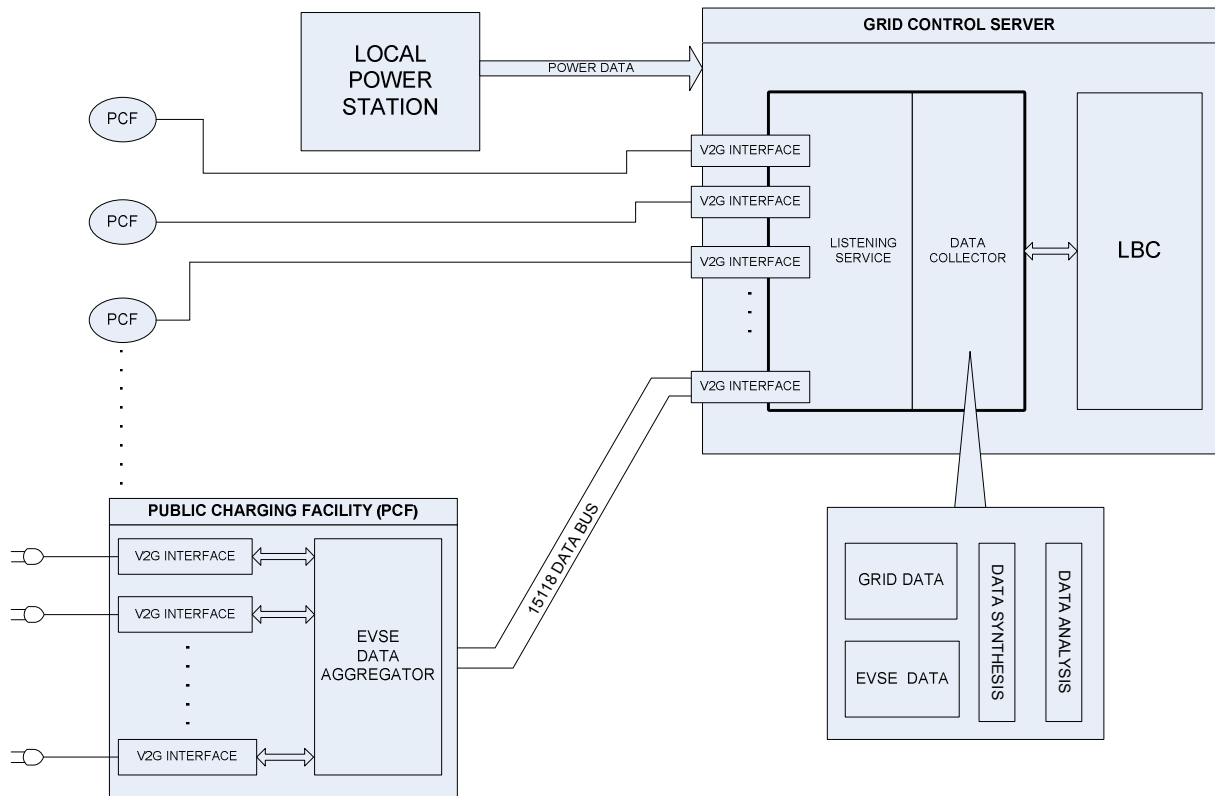 GRID CONTROL SERVER
LOCAL
POWER
STATION
POWER DATA
PCF
V2G INTERFACE
PCF
V2G INTERFACE
LISTENING
SERVICE
DATA
COLLECTOR
LBC
V2G INTERFACE
PCF
V2G INTERFACE
15118 DATA BUS
PUBLIC CHARGING FACILITY (PCF)
V2G INTERFACE
V2G INTERFACE
EVSE
DATA
AGGREGATOR
V2G INTERFACE
GRID DATA
EVSE DATA
DATA SYNTHESIS
DATA ANALYSIS